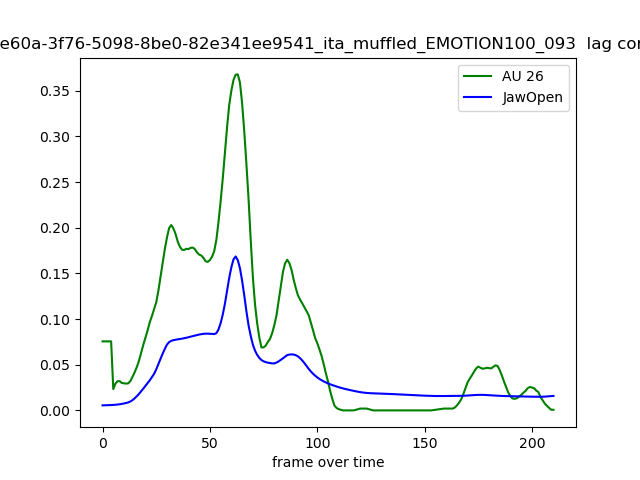 e60a-3f76-5098-8be0-82e341ee9541_ita_muffled_EMOTION100_093 lag cor
AU 26
JawOpen
0.35
0.30
0.25
0.20
0.15
0.10
0.05
0.00
0 50 100 150 200
frame over time